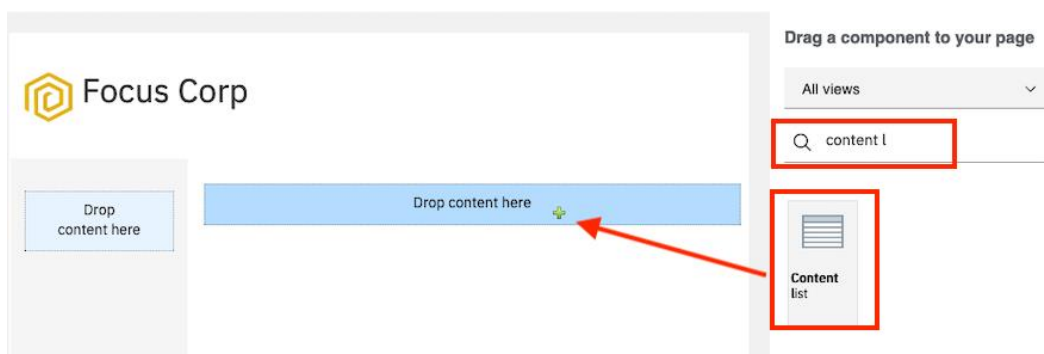 Focus Corp
Drop
content here
Drop content here
Drag a component to your page
All views
content l
Content
list